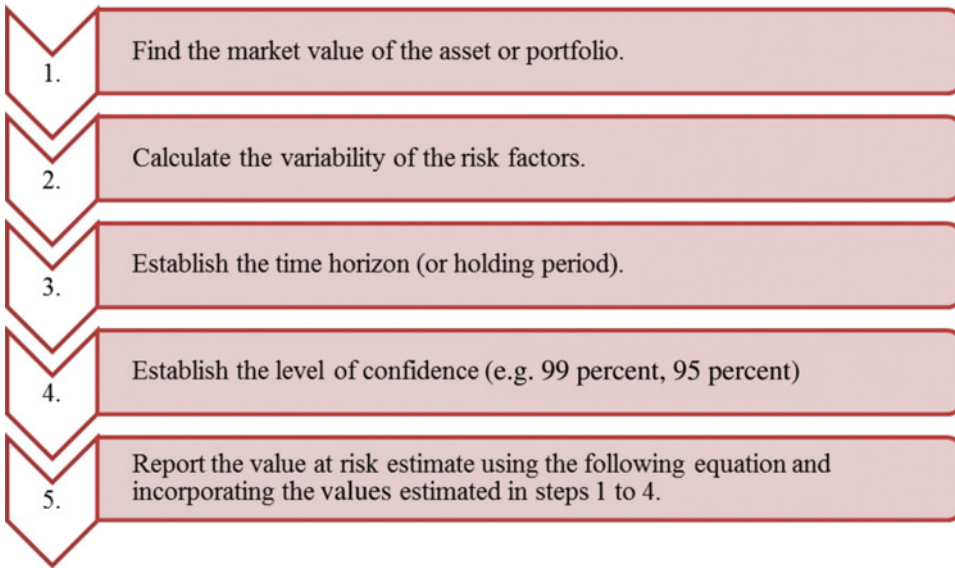 1.
Find the market value of the asset or portfolio.
2.
Calculate the variability of the risk factors.
3.
Establish the time horizon (or holding period).
4.
Establish the level of confidence (e.g. 99 percent, 95 percent)
5.
Report the value at risk estimate using the following equation and
incorporating the values estimated in steps 1 to 4.